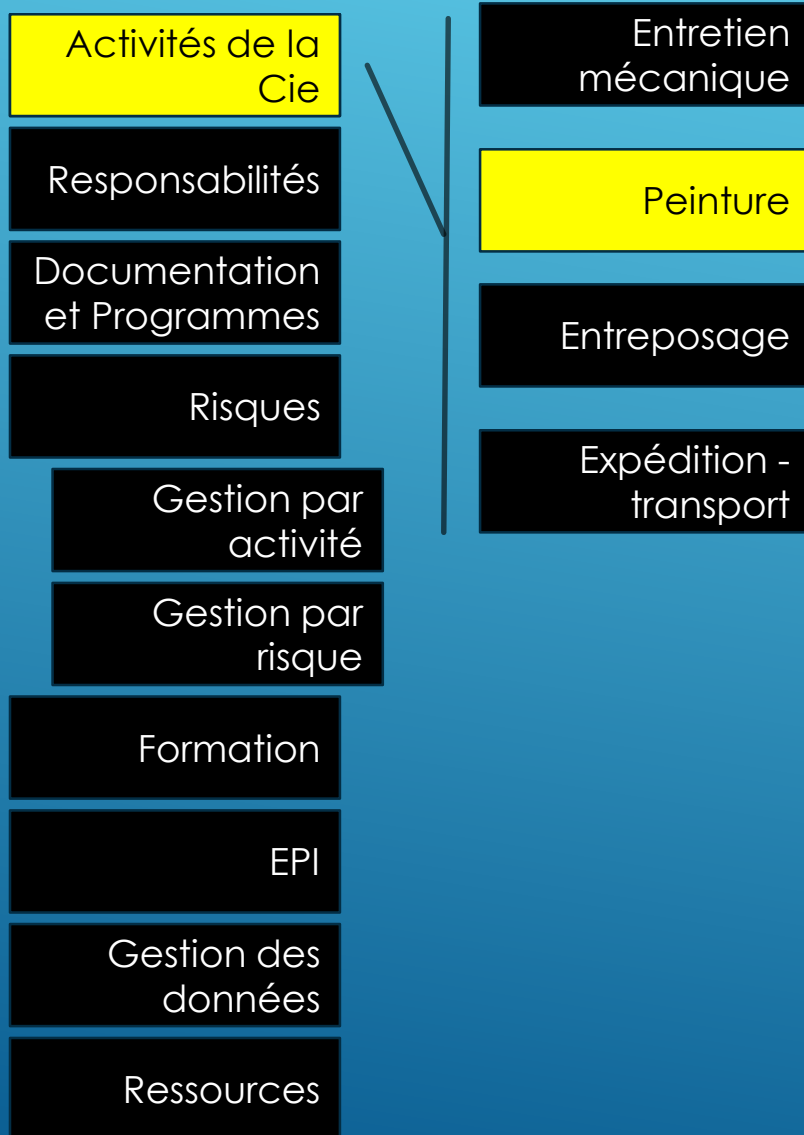 Activités de la
Cie
Responsabilités
Documentation
et Programmes
Risques
Gestion par
activité
Gestion par
risque
Formation
EPI
Gestion des
données
Ressources
Entretien
mécanique
Peinture
Entreposage
Expédition -
transport